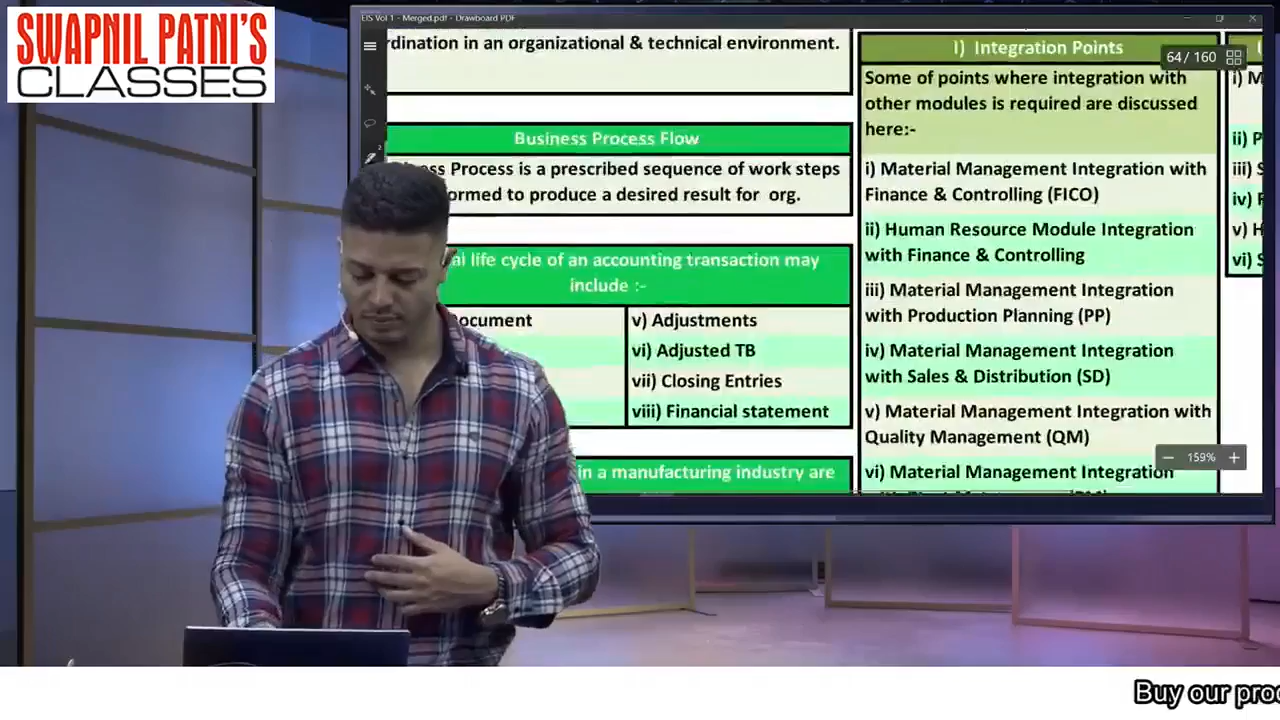 SWAPNIL PATNI'S
CLASSES
EIS Vol 1 - Merged.pdf - Drawboard PDF
64 / 160
rdination in an organizational & technical environment.
Business Process Flow
ess Process is a prescribed sequence of work steps
ormed to produce a desired result for org.
al life cycle of an accounting transaction may
include :-
ocument
v) Adjustments
vi) Adjusted TB
vii) Closing Entries
viii) Financial statement
in a manufacturing industry are
I) Integration Points
Some of points where integration with
other modules is required are discussed
here:-
i) Material Management Integration with
Finance & Controlling (FICO)
ii) Human Resource Module Integration
with Finance & Controlling
iii) Material Management Integration
with Production Planning (PP)
iv) Material Management Integration
with Sales & Distribution (SD)
v) Material Management Integration with
Quality Management (QM)
vi) Material Management Integration
i) M
ii) P
iii) S
iv)
v) H
vi) S
159%
Buy our pro